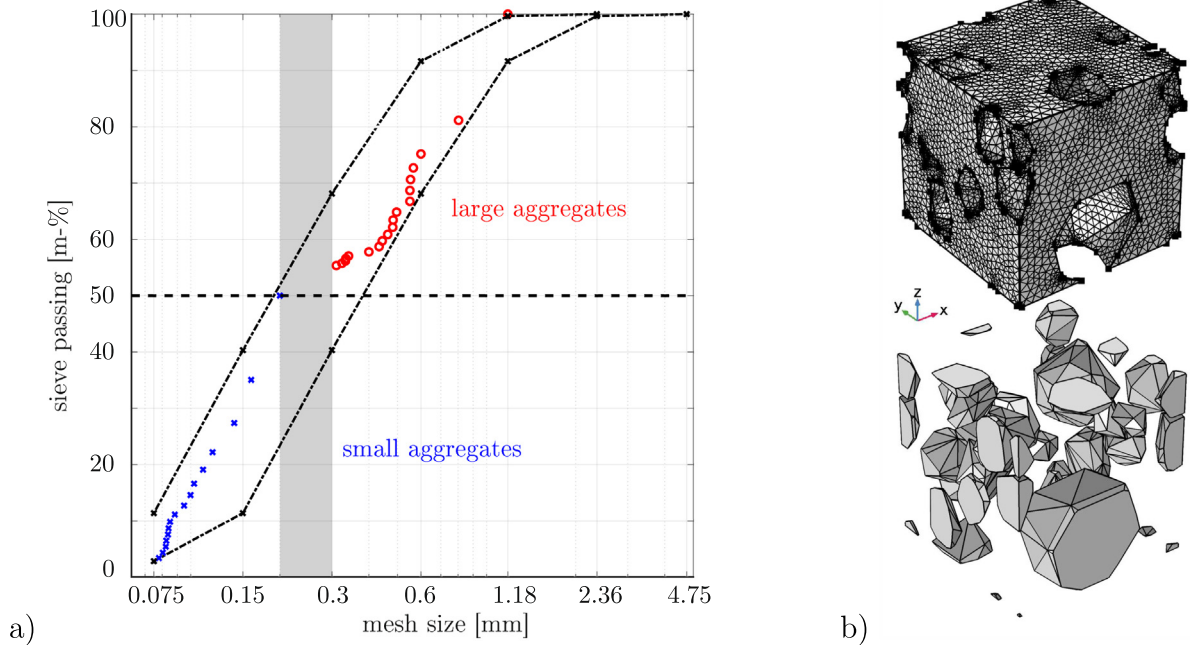 100
80
60
50
40
20
0
sieve passing [m-%]
large aggregates
small aggregates
0.075 0.15 0.3 0.6 1.18 2.36 4.75
mesh size [mm]
a)
z
y x
b)